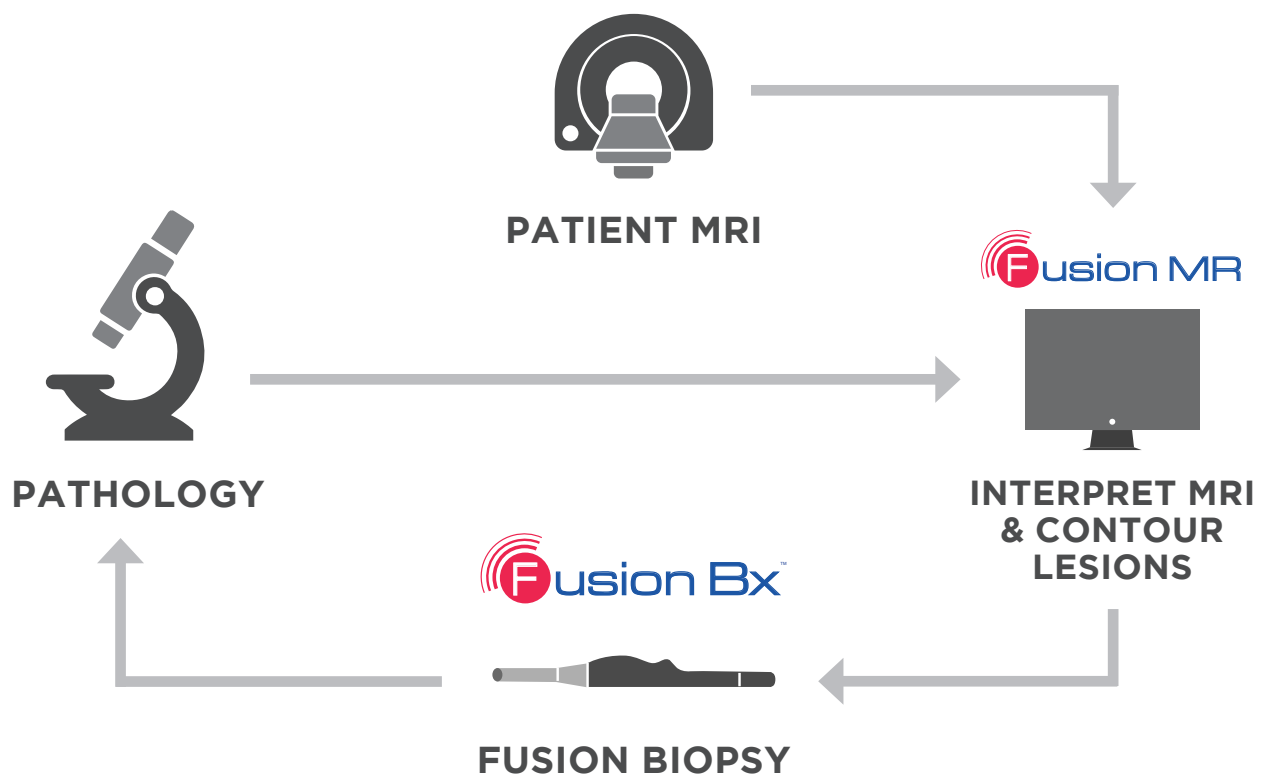 PATIENT MRI
Fusion MR
PATHOLOGY
INTERPRET MRI
& CONTOUR
LESIONS
Fusion Bx™
FUSION BIOPSY